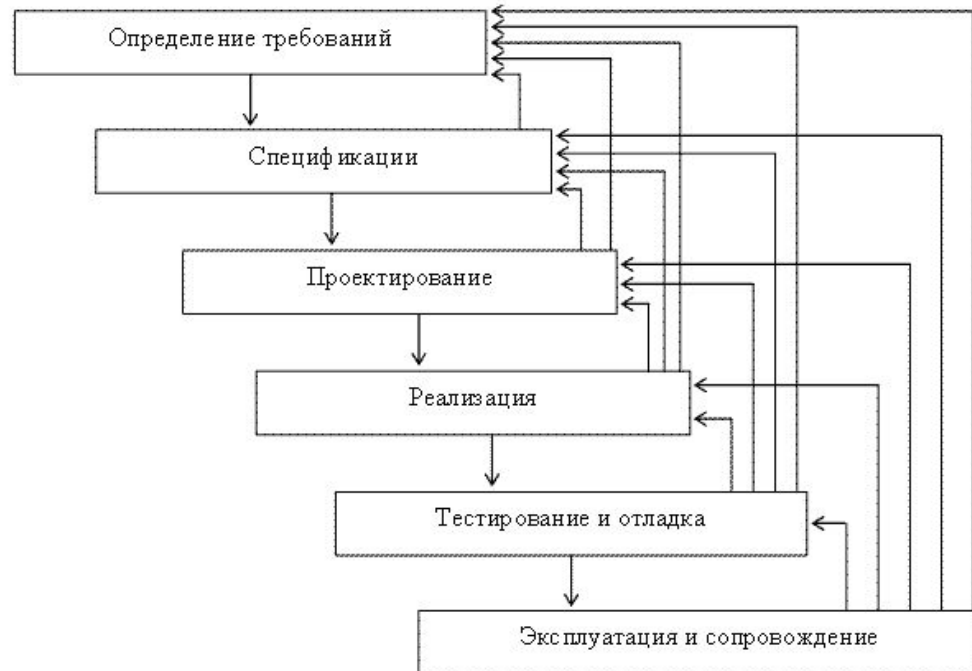 Определение требований
Спецификации
Проектирование
Реализация
Тестирование и отладка
Эксплуатация и сопровождение